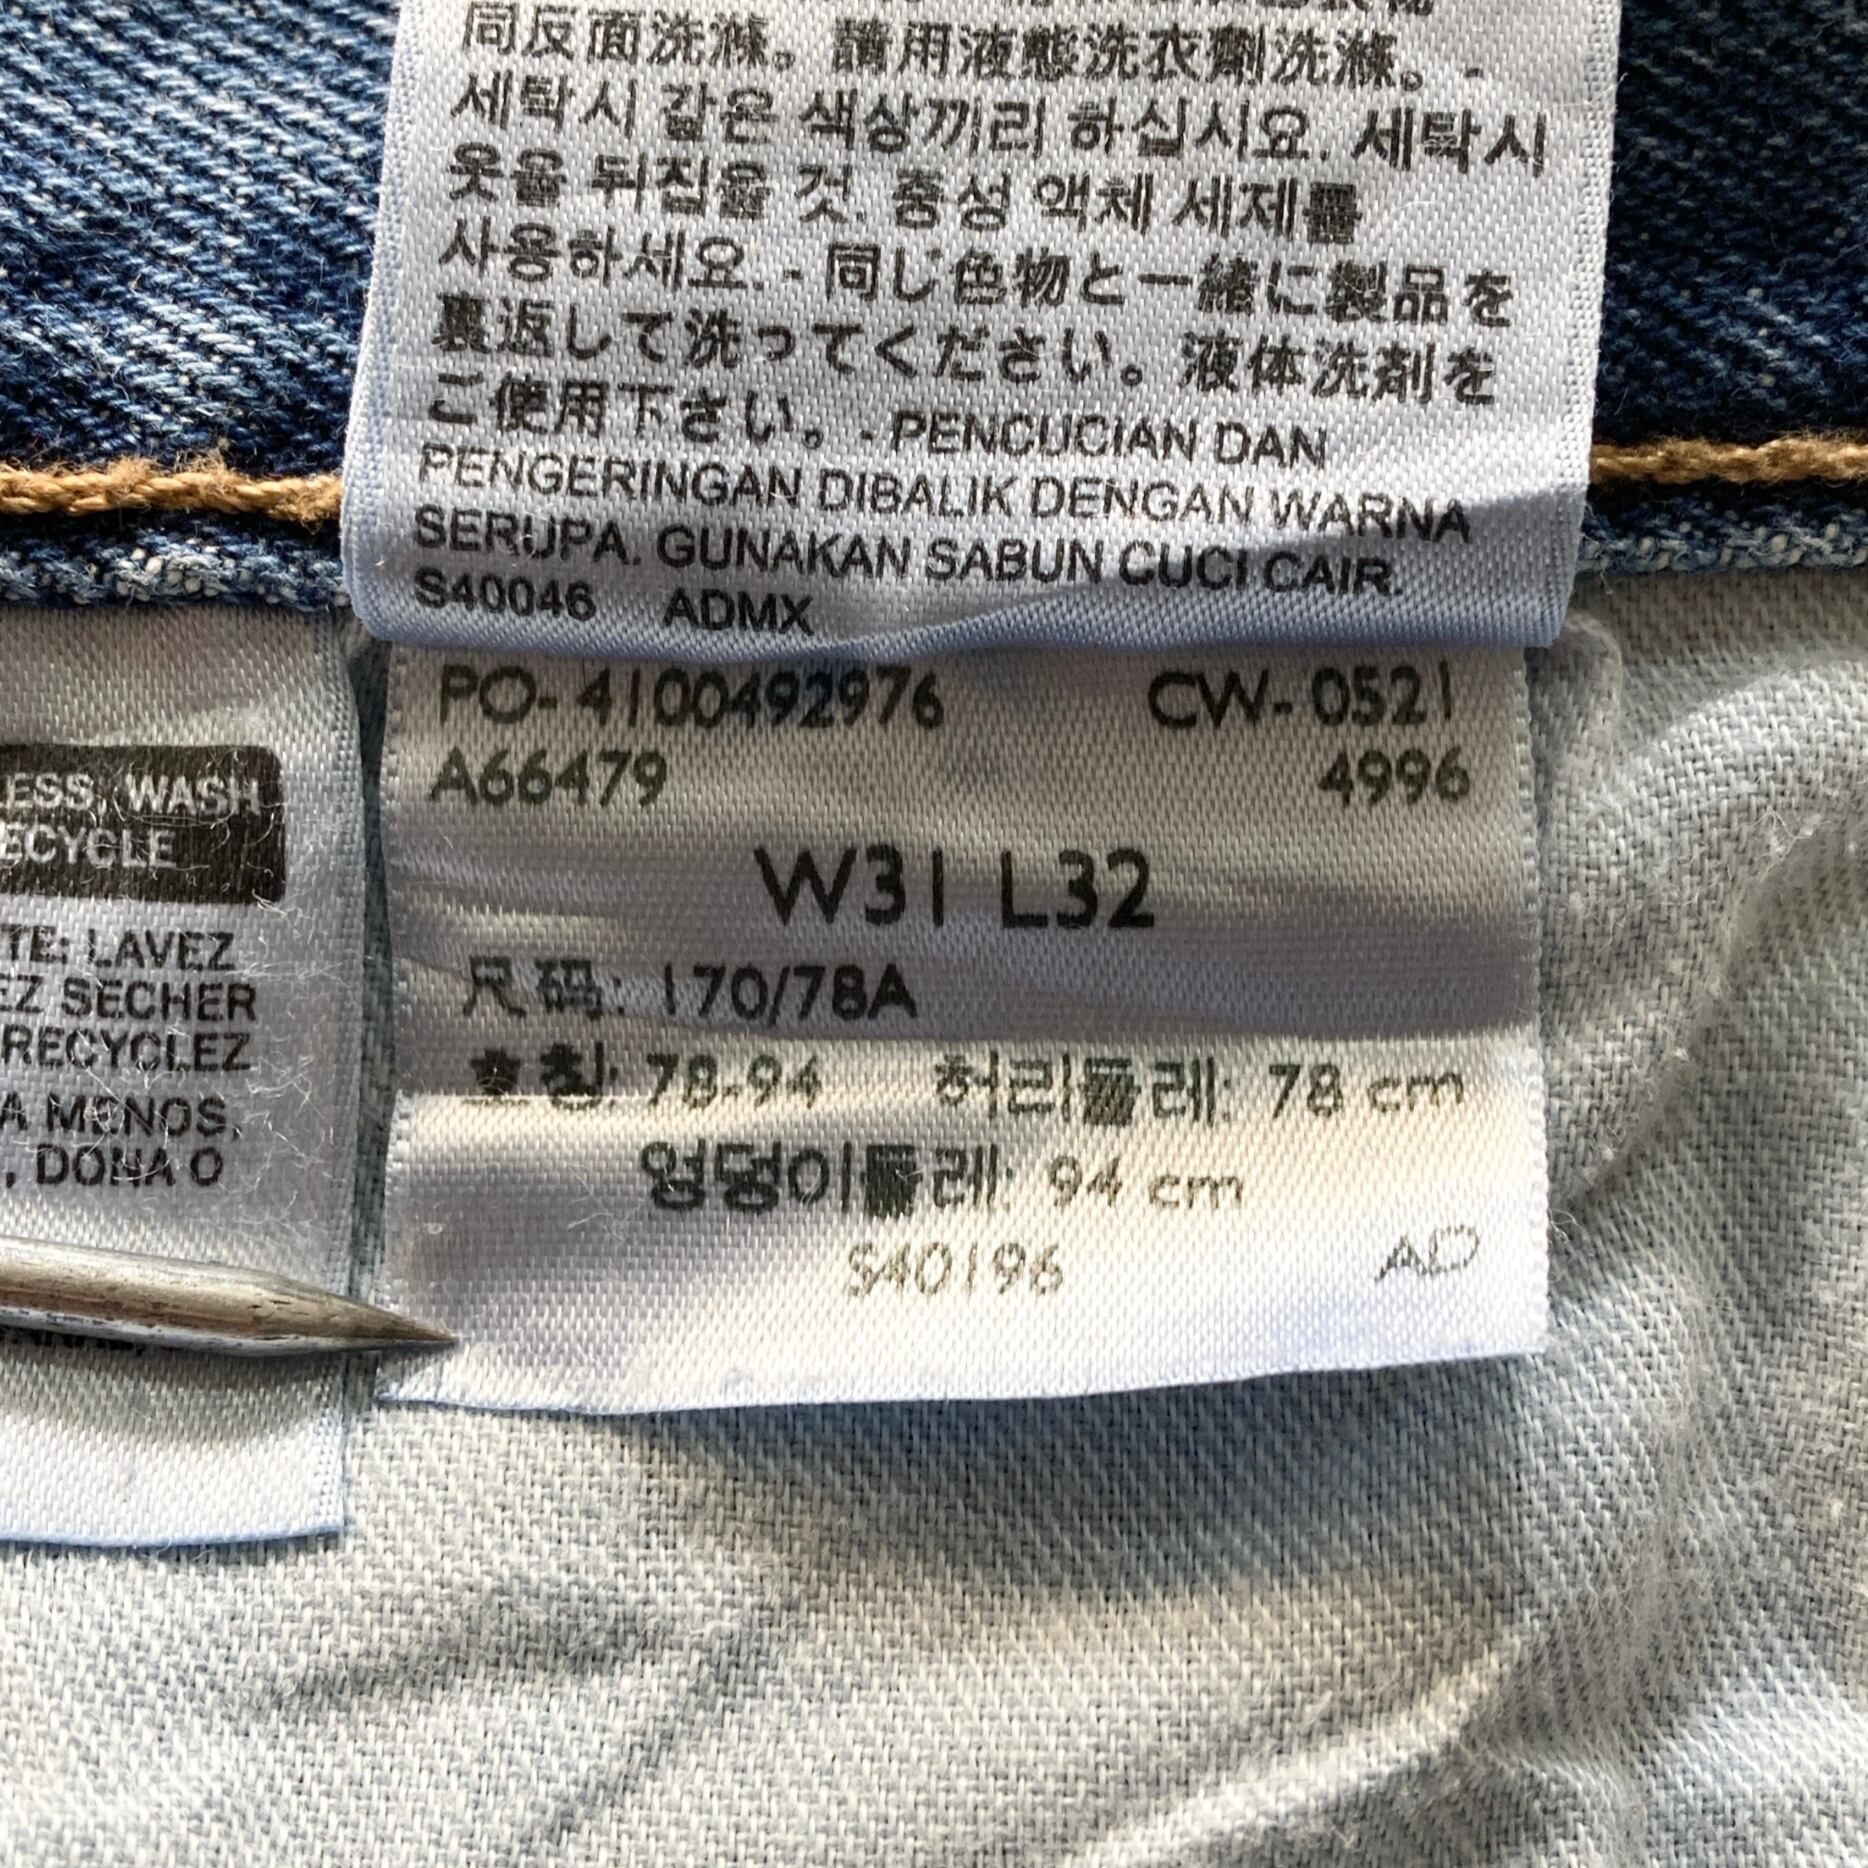 同反面洗滌。請用液態洗衣劑洗滌。-
세탁시 같은 색상끼리 하십시요. 세탁시
옷을 뒤집을 것. 중성 액체 세제를
사용하세요. - 同じ色物と一緒に製品を
裏返して洗ってください。液体洗剤を
ご使用下さい。- PENCUCIAN DAN
PENGERINGAN DIBALIK DENGAN WARNA
SERUPA. GUNAKAN SABUN CUCI CAIR.
S40046 ADMX
PO-4100492976 CW-0521
A66479 4996
W31 L32
尺码: 170/78A
호칭: 78-94 허리둘레: 78 cm
엉덩이둘레: 94 cm
S40196 AD
ESS, WASH
ECYCLE
TE: LAVEZ
EZ SECHER
RECYCLEZ
A MENOS,
, DONA O